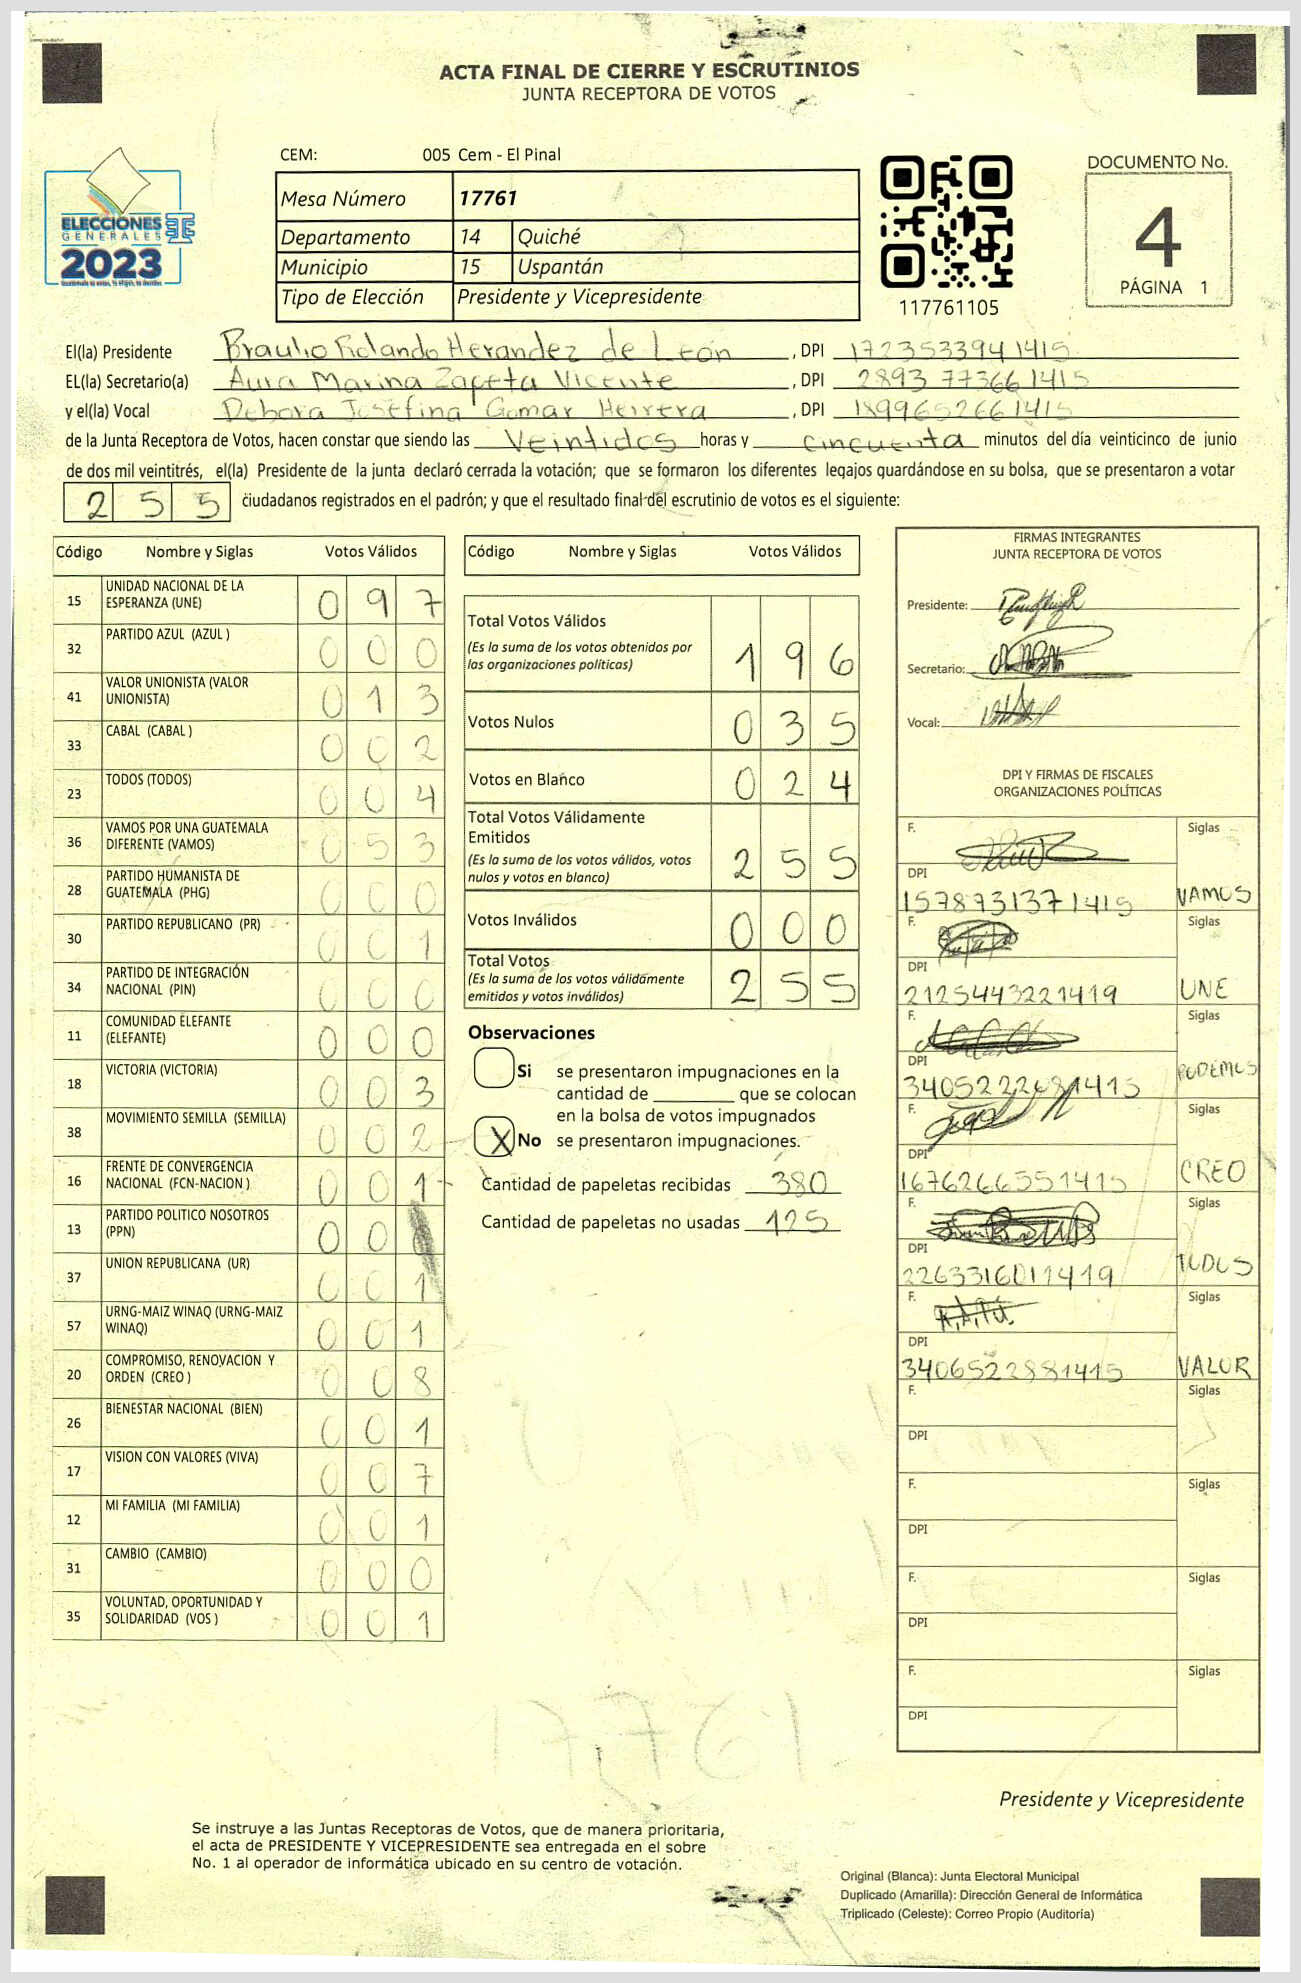 ACTA FINAL DE CIERRE Y ESCRUTINIOS
JUNTA RECEPTORA DE VOTOS
CEM: 005 Cem - El Pinal
ELECCIONES
GENERALES
2023
Mesa Número 17761
Departamento 14 Quiché
Municipio 15 Uspantán
Tipo de Elección Presidente y Vicepresidente
117761105
DOCUMENTO No.
4
PÁGINA 1
El(la) Presidente Braulio Rolando Herandez de León , DPI 1723533941415
EL(la) Secretario(a) Aura Marina Zapeta Vicente , DPI 2893 773661415
y el(la) Vocal Debora Josefina Gamar Herrera , DPI 1899652661415
de la Junta Receptora de Votos, hacen constar que siendo las Veintidos horas y cincuenta minutos del día veinticinco de junio
de dos mil veintitrés, el(la) Presidente de la junta declaró cerrada la votación; que se formaron los diferentes legajos guardándose en su bolsa, que se presentaron a votar
2 5 5 ciudadanos registrados en el padrón; y que el resultado final del escrutinio de votos es el siguiente:
Código Nombre y Siglas Votos Válidos
15 UNIDAD NACIONAL DE LA ESPERANZA (UNE) 0 9 7
32 PARTIDO AZUL (AZUL ) 0 0 0
41 VALOR UNIONISTA (VALOR UNIONISTA) 0 1 3
33 CABAL (CABAL ) 0 0 2
23 TODOS (TODOS) 0 0 4
36 VAMOS POR UNA GUATEMALA DIFERENTE (VAMOS) 0 5 3
28 PARTIDO HUMANISTA DE GUATEMALA (PHG) 0 0 0
30 PARTIDO REPUBLICANO (PR) 0 0 1
34 PARTIDO DE INTEGRACIÓN NACIONAL (PIN) 0 0 0
11 COMUNIDAD ELEFANTE (ELEFANTE) 0 0 0
18 VICTORIA (VICTORIA) 0 0 3
38 MOVIMIENTO SEMILLA (SEMILLA) 0 0 2
16 FRENTE DE CONVERGENCIA NACIONAL (FCN-NACION ) 0 0 1
13 PARTIDO POLITICO NOSOTROS (PPN) 0 0
37 UNION REPUBLICANA (UR) 0 0 1
57 URNG-MAIZ WINAQ (URNG-MAIZ WINAQ) 0 0 1
20 COMPROMISO, RENOVACION Y ORDEN (CREO ) 0 0 8
26 BIENESTAR NACIONAL (BIEN) 0 0 1
17 VISION CON VALORES (VIVA) 0 0 7
12 MI FAMILIA (MI FAMILIA) 0 0 1
31 CAMBIO (CAMBIO) 0 0 0
35 VOLUNTAD, OPORTUNIDAD Y SOLIDARIDAD (VOS ) 0 0 1
Código Nombre y Siglas Votos Válidos
Total Votos Válidos
(Es la suma de los votos obtenidos por
las organizaciones políticas) 1 9 6
Votos Nulos 0 3 5
Votos en Blanco 0 2 4
Total Votos Válidamente
Emitidos
(Es la suma de los votos válidos, votos
nulos y votos en blanco) 2 5 5
Votos Inválidos 0 0 0
Total Votos
(Es la suma de los votos válidamente
emitidos y votos inválidos) 2 5 5
Observaciones
Si se presentaron impugnaciones en la
cantidad de ________ que se colocan
en la bolsa de votos impugnados
X No se presentaron impugnaciones.
Cantidad de papeletas recibidas 380
Cantidad de papeletas no usadas 125
FIRMAS INTEGRANTES
JUNTA RECEPTORA DE VOTOS
Presidente:
Secretario:
Vocal:
DPI Y FIRMAS DE FISCALES
ORGANIZACIONES POLÍTICAS
F. Siglas
DPI
1578731371415 VAMOS
F. Siglas
DPI
2125443221419 UNE
F. Siglas
DPI
3405222681415 PODEMOS
F. Siglas
DPI
1676266551415 CREO
F. Siglas
DPI
2263316011419 TODOS
F. Siglas
DPI
3406522881415 VALOR
F. Siglas
DPI
F. Siglas
DPI
F. Siglas
DPI
F. Siglas
DPI
Presidente y Vicepresidente
Se instruye a las Juntas Receptoras de Votos, que de manera prioritaria,
el acta de PRESIDENTE Y VICEPRESIDENTE sea entregada en el sobre
No. 1 al operador de informática ubicado en su centro de votación.
Original (Blanca): Junta Electoral Municipal
Duplicado (Amarilla): Dirección General de Informática
Triplicado (Celeste): Correo Propio (Auditoría)